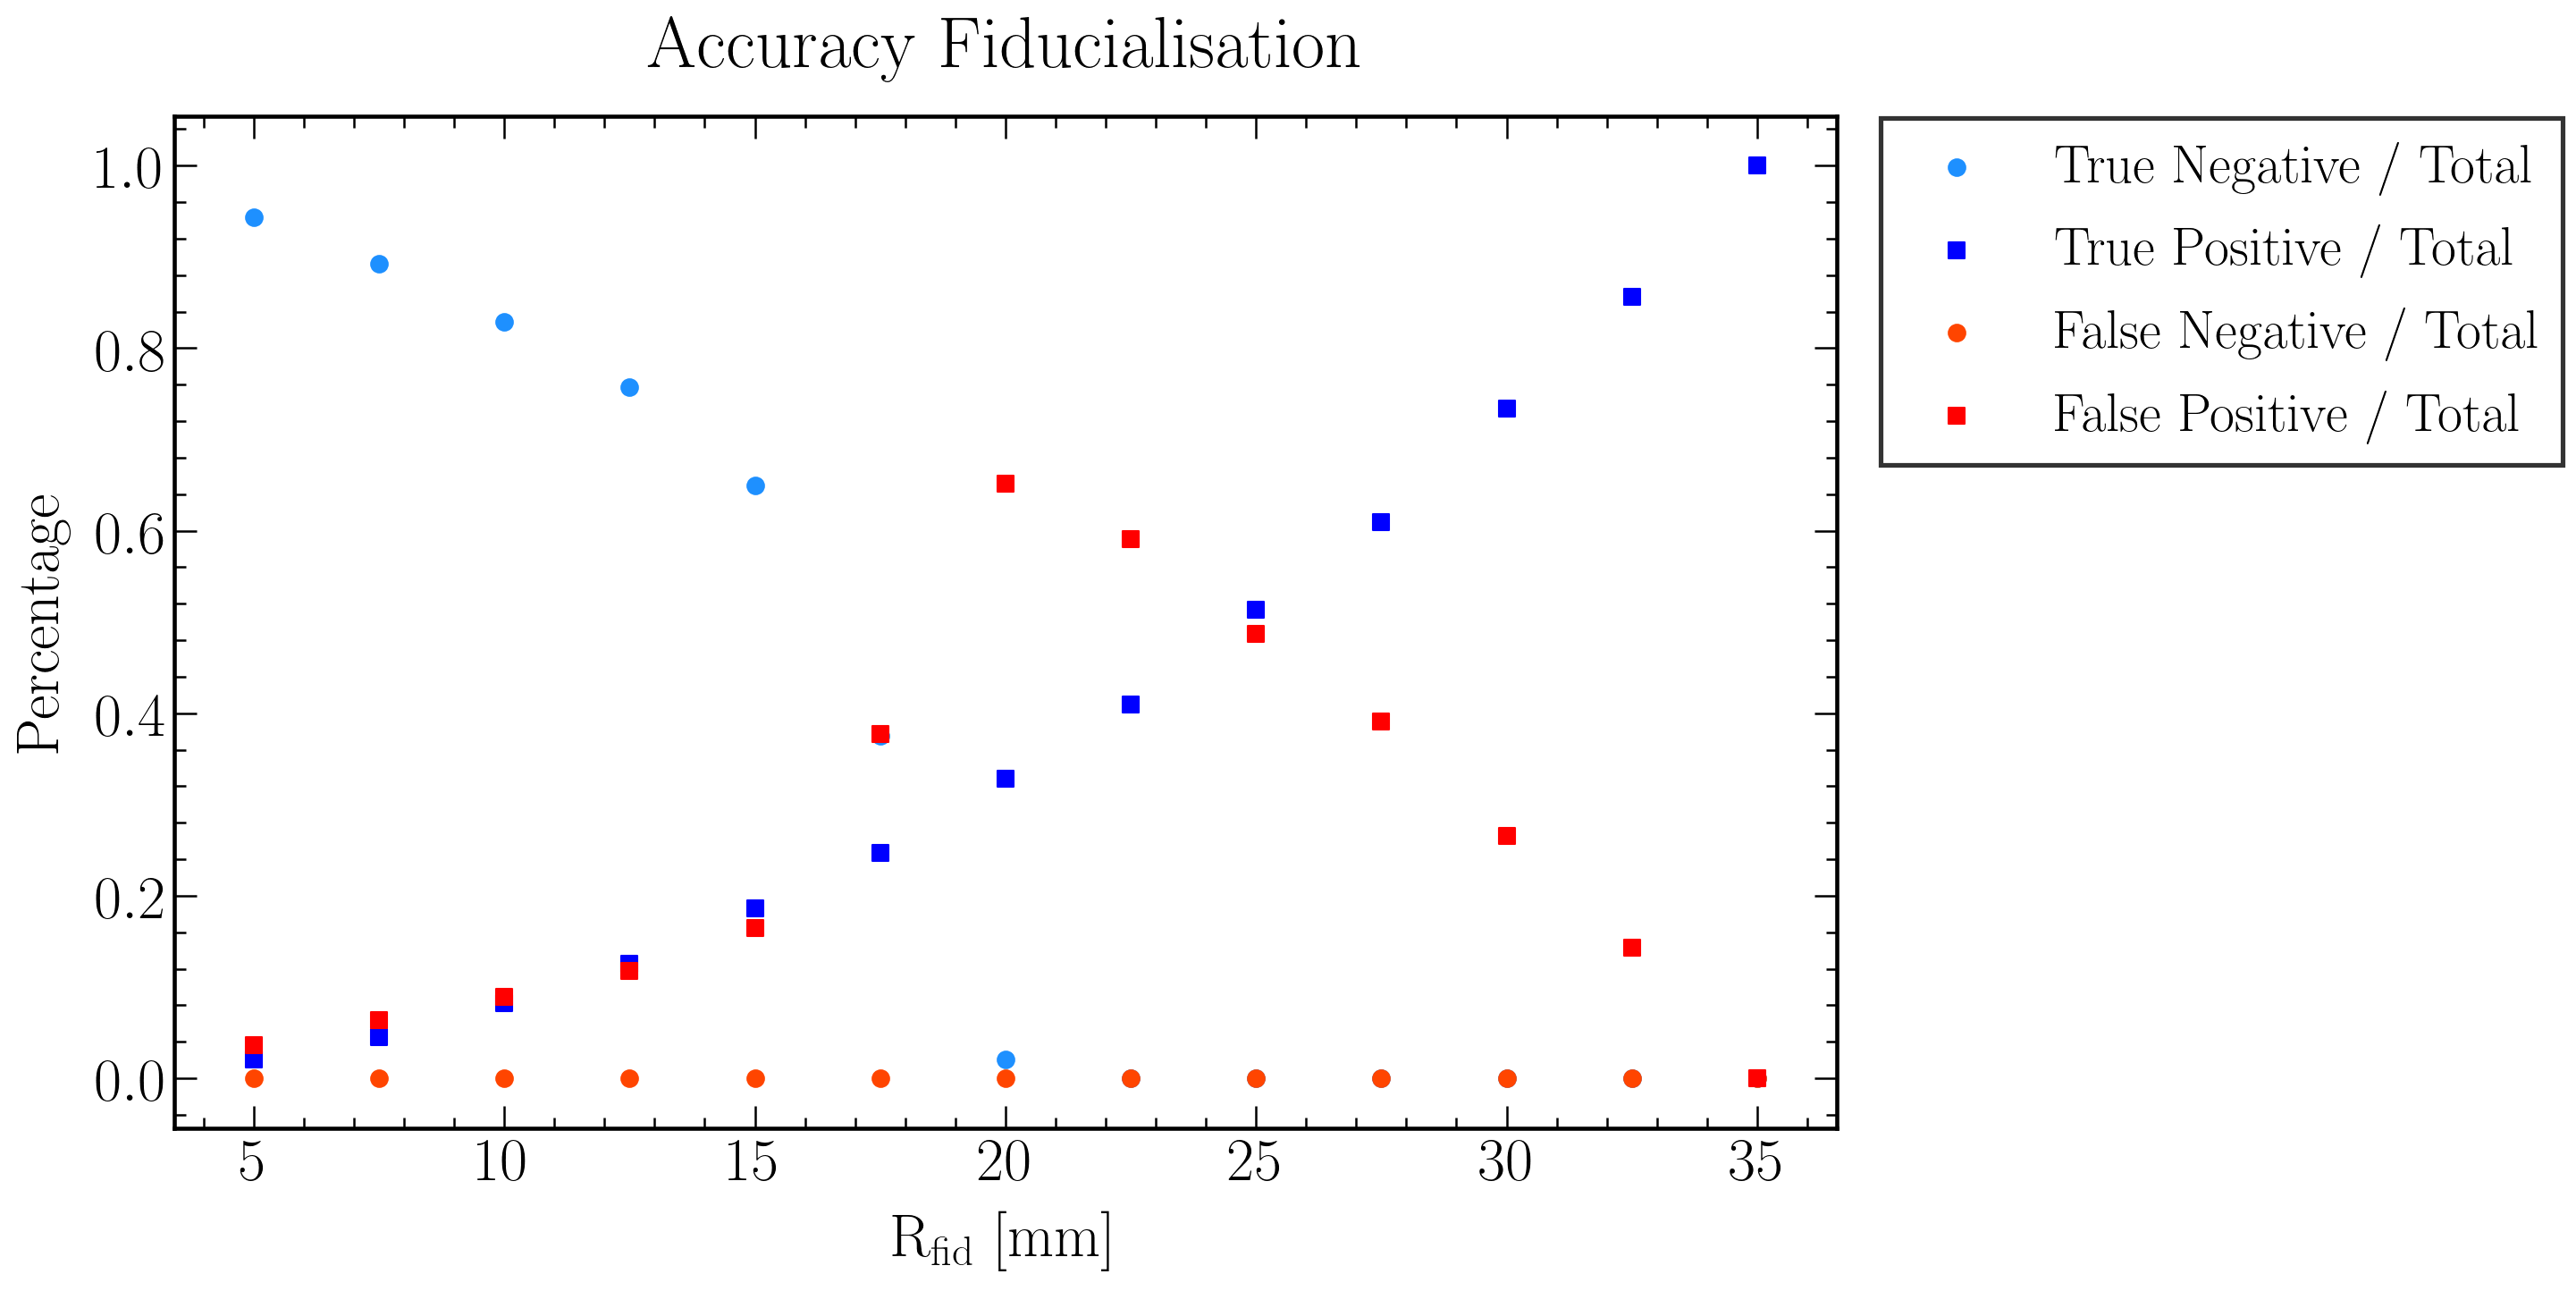 Accuracy Fiducialisation
1.0
0.8
0.6
0.4
0.2
0.0
Percentage
5 10 15 20 25 30 35
R_fid [mm]
True Negative / Total
True Positive / Total
False Negative / Total
False Positive / Total